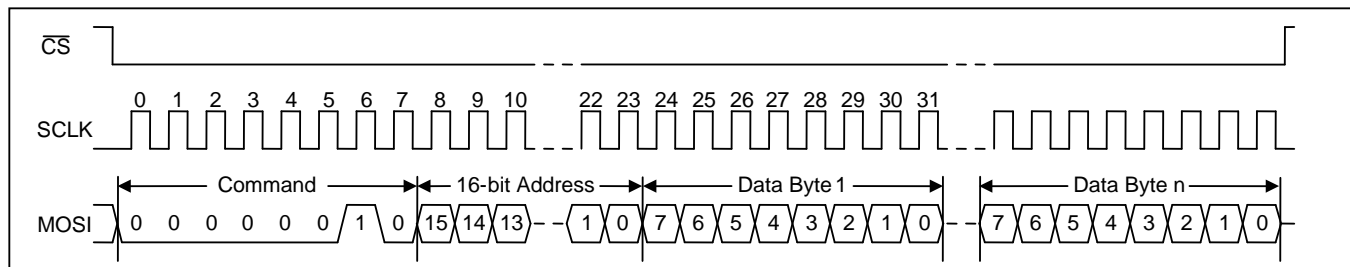 C̅S̅
0 1 2 3 4 5 6 7 8 9 10 22 23 24 25 26 27 28 29 30 31
SCLK
Command 16-bit Address Data Byte 1 Data Byte n
MOSI 0 0 0 0 0 0 1 0 15 14 13 1 0 7 6 5 4 3 2 1 0 7 6 5 4 3 2 1 0